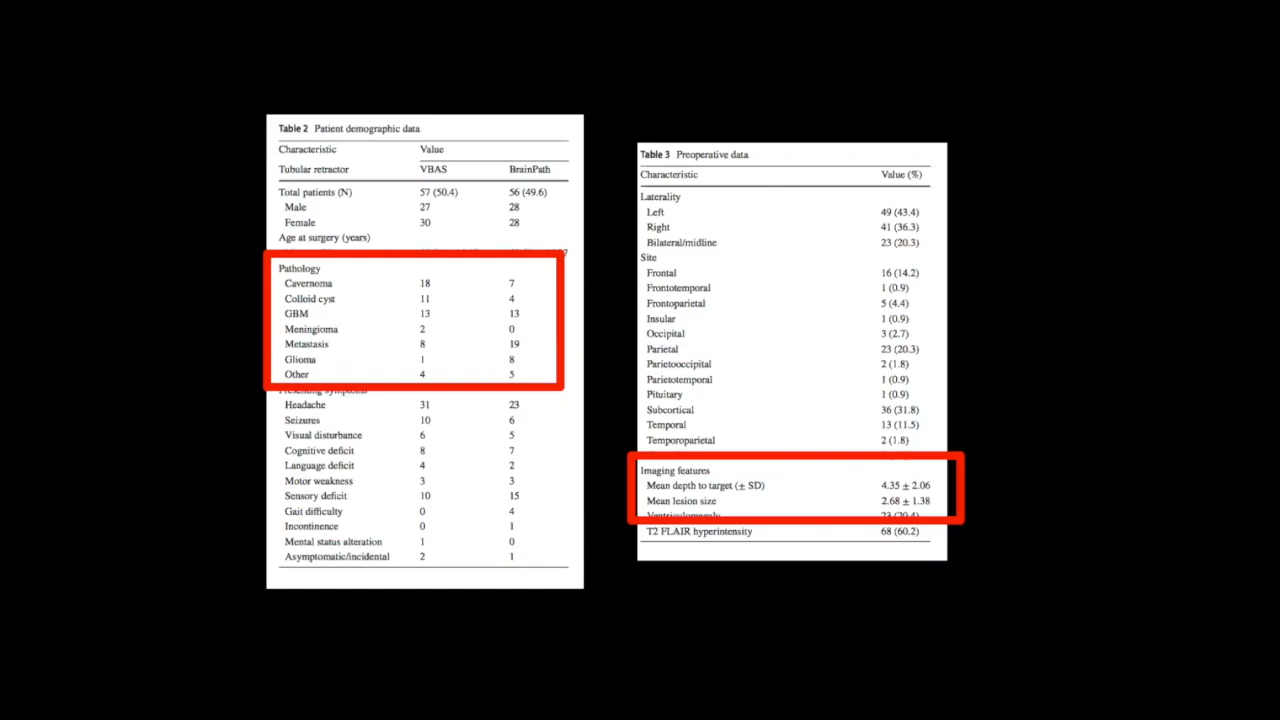 Table 2 Patient demographic data
Characteristic Value
Tubular retractor VBAS BrainPath
Total patients (N) 57 (50.4) 56 (49.6)
Male 27 28
Female 30 28
Age at surgery (years)
Pathology
Cavernoma 18 7
Colloid cyst 11 4
GBM 13 13
Meningioma 2 0
Metastasis 8 19
Glioma 1 8
Other 4 5
Presenting symptoms
Headache 31 23
Seizures 10 6
Visual disturbance 6 5
Cognitive deficit 8 7
Language deficit 4 2
Motor weakness 3 3
Sensory deficit 10 15
Gait difficulty 0 4
Incontinence 0 1
Mental status alteration 1 0
Asymptomatic/incidental 2 1
Table 3 Preoperative data
Characteristic Value (%)
Laterality
Left 49 (43.4)
Right 41 (36.3)
Bilateral/midline 23 (20.3)
Site
Frontal 16 (14.2)
Frontotemporal 1 (0.9)
Frontoparietal 5 (4.4)
Insular 1 (0.9)
Occipital 3 (2.7)
Parietal 23 (20.3)
Parietooccipital 2 (1.8)
Parietotemporal 1 (0.9)
Pituitary 1 (0.9)
Subcortical 36 (31.8)
Temporal 13 (11.5)
Temporoparietal 2 (1.8)
Imaging features
Mean depth to target (± SD) 4.35 ± 2.06
Mean lesion size 2.68 ± 1.38
Ventriculomegaly 23 (20.4)
T2 FLAIR hyperintensity 68 (60.2)